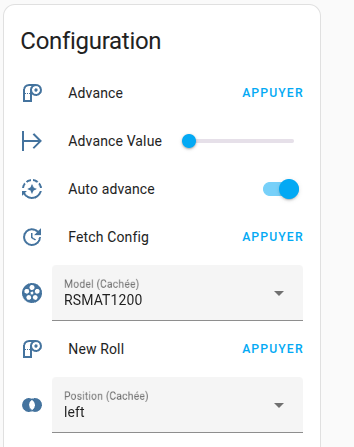 Configuration
Advance APPUYER
Advance Value
Auto advance
Fetch Config APPUYER
Model (Cachée)
RSMAT1200
New Roll APPUYER
Position (Cachée)
left